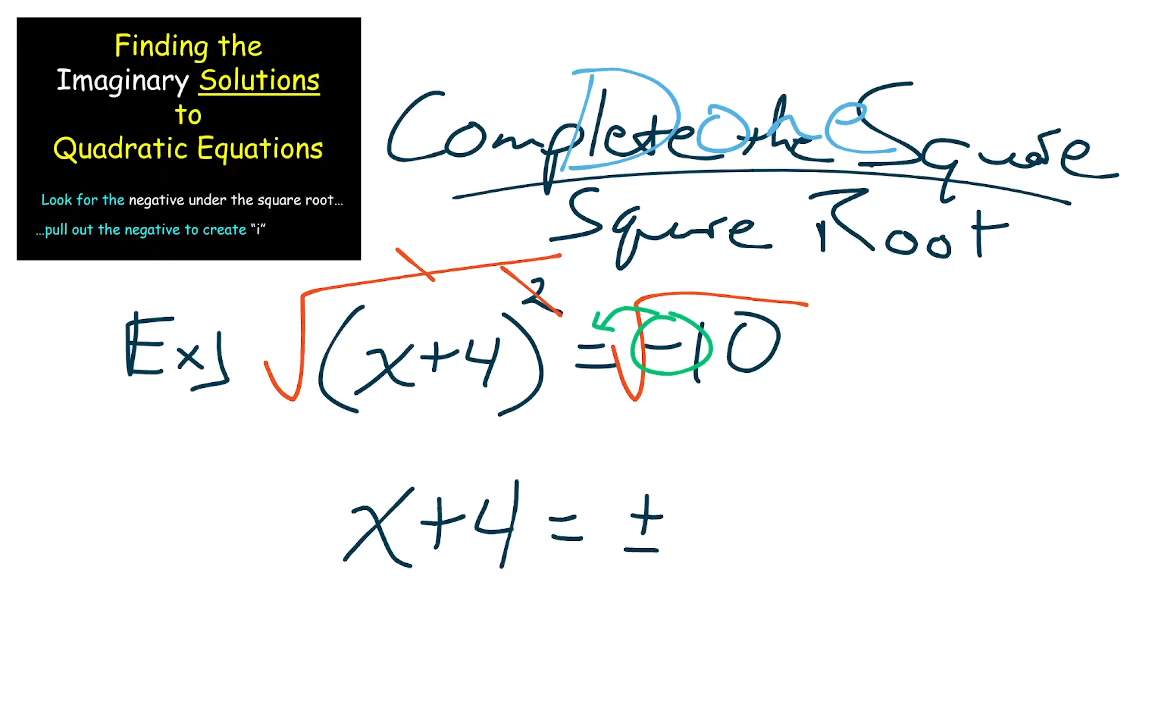 Finding the
Imaginary Solutions
to
Quadratic Equations
Look for the negative under the square root...
...pull out the negative to create "i"
Complete the Square
Done
Square Root
Ex) √(x+4)² = √-10
x+4 = ±